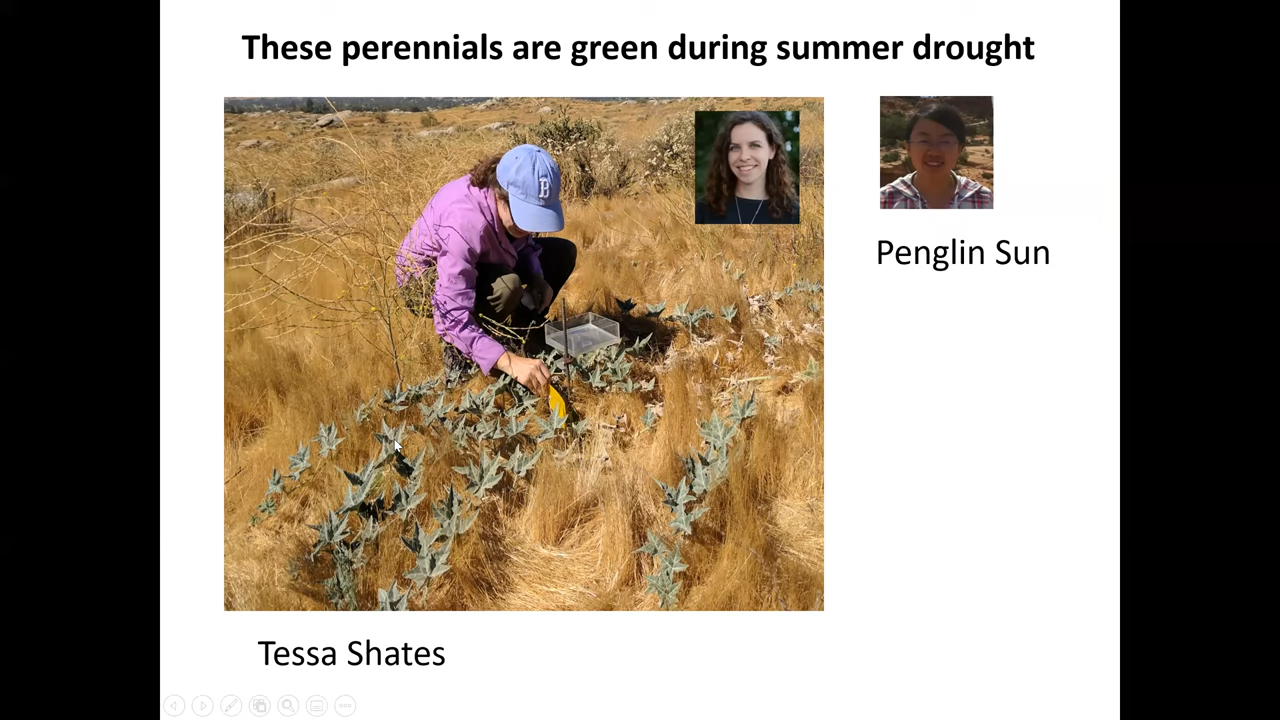 These perennials are green during summer drought
B
Penglin Sun
Tessa Shates